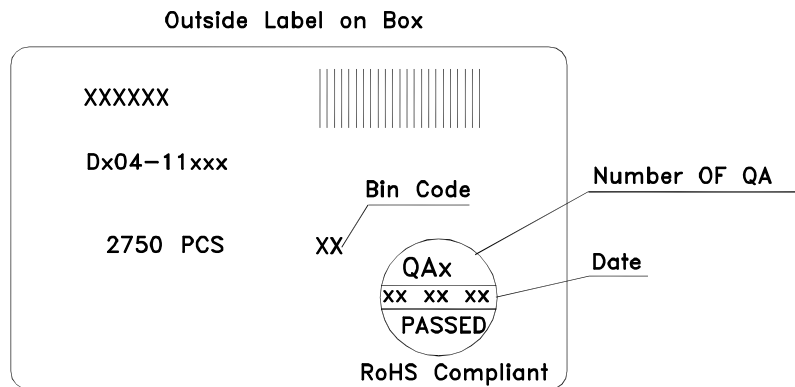 Outside Label on Box
XXXXXX
Dx04-11xxx
Number OF QA
Bin Code
2750 PCS
XX
QAx
Date
xx xx xx
PASSED
RoHS Compliant